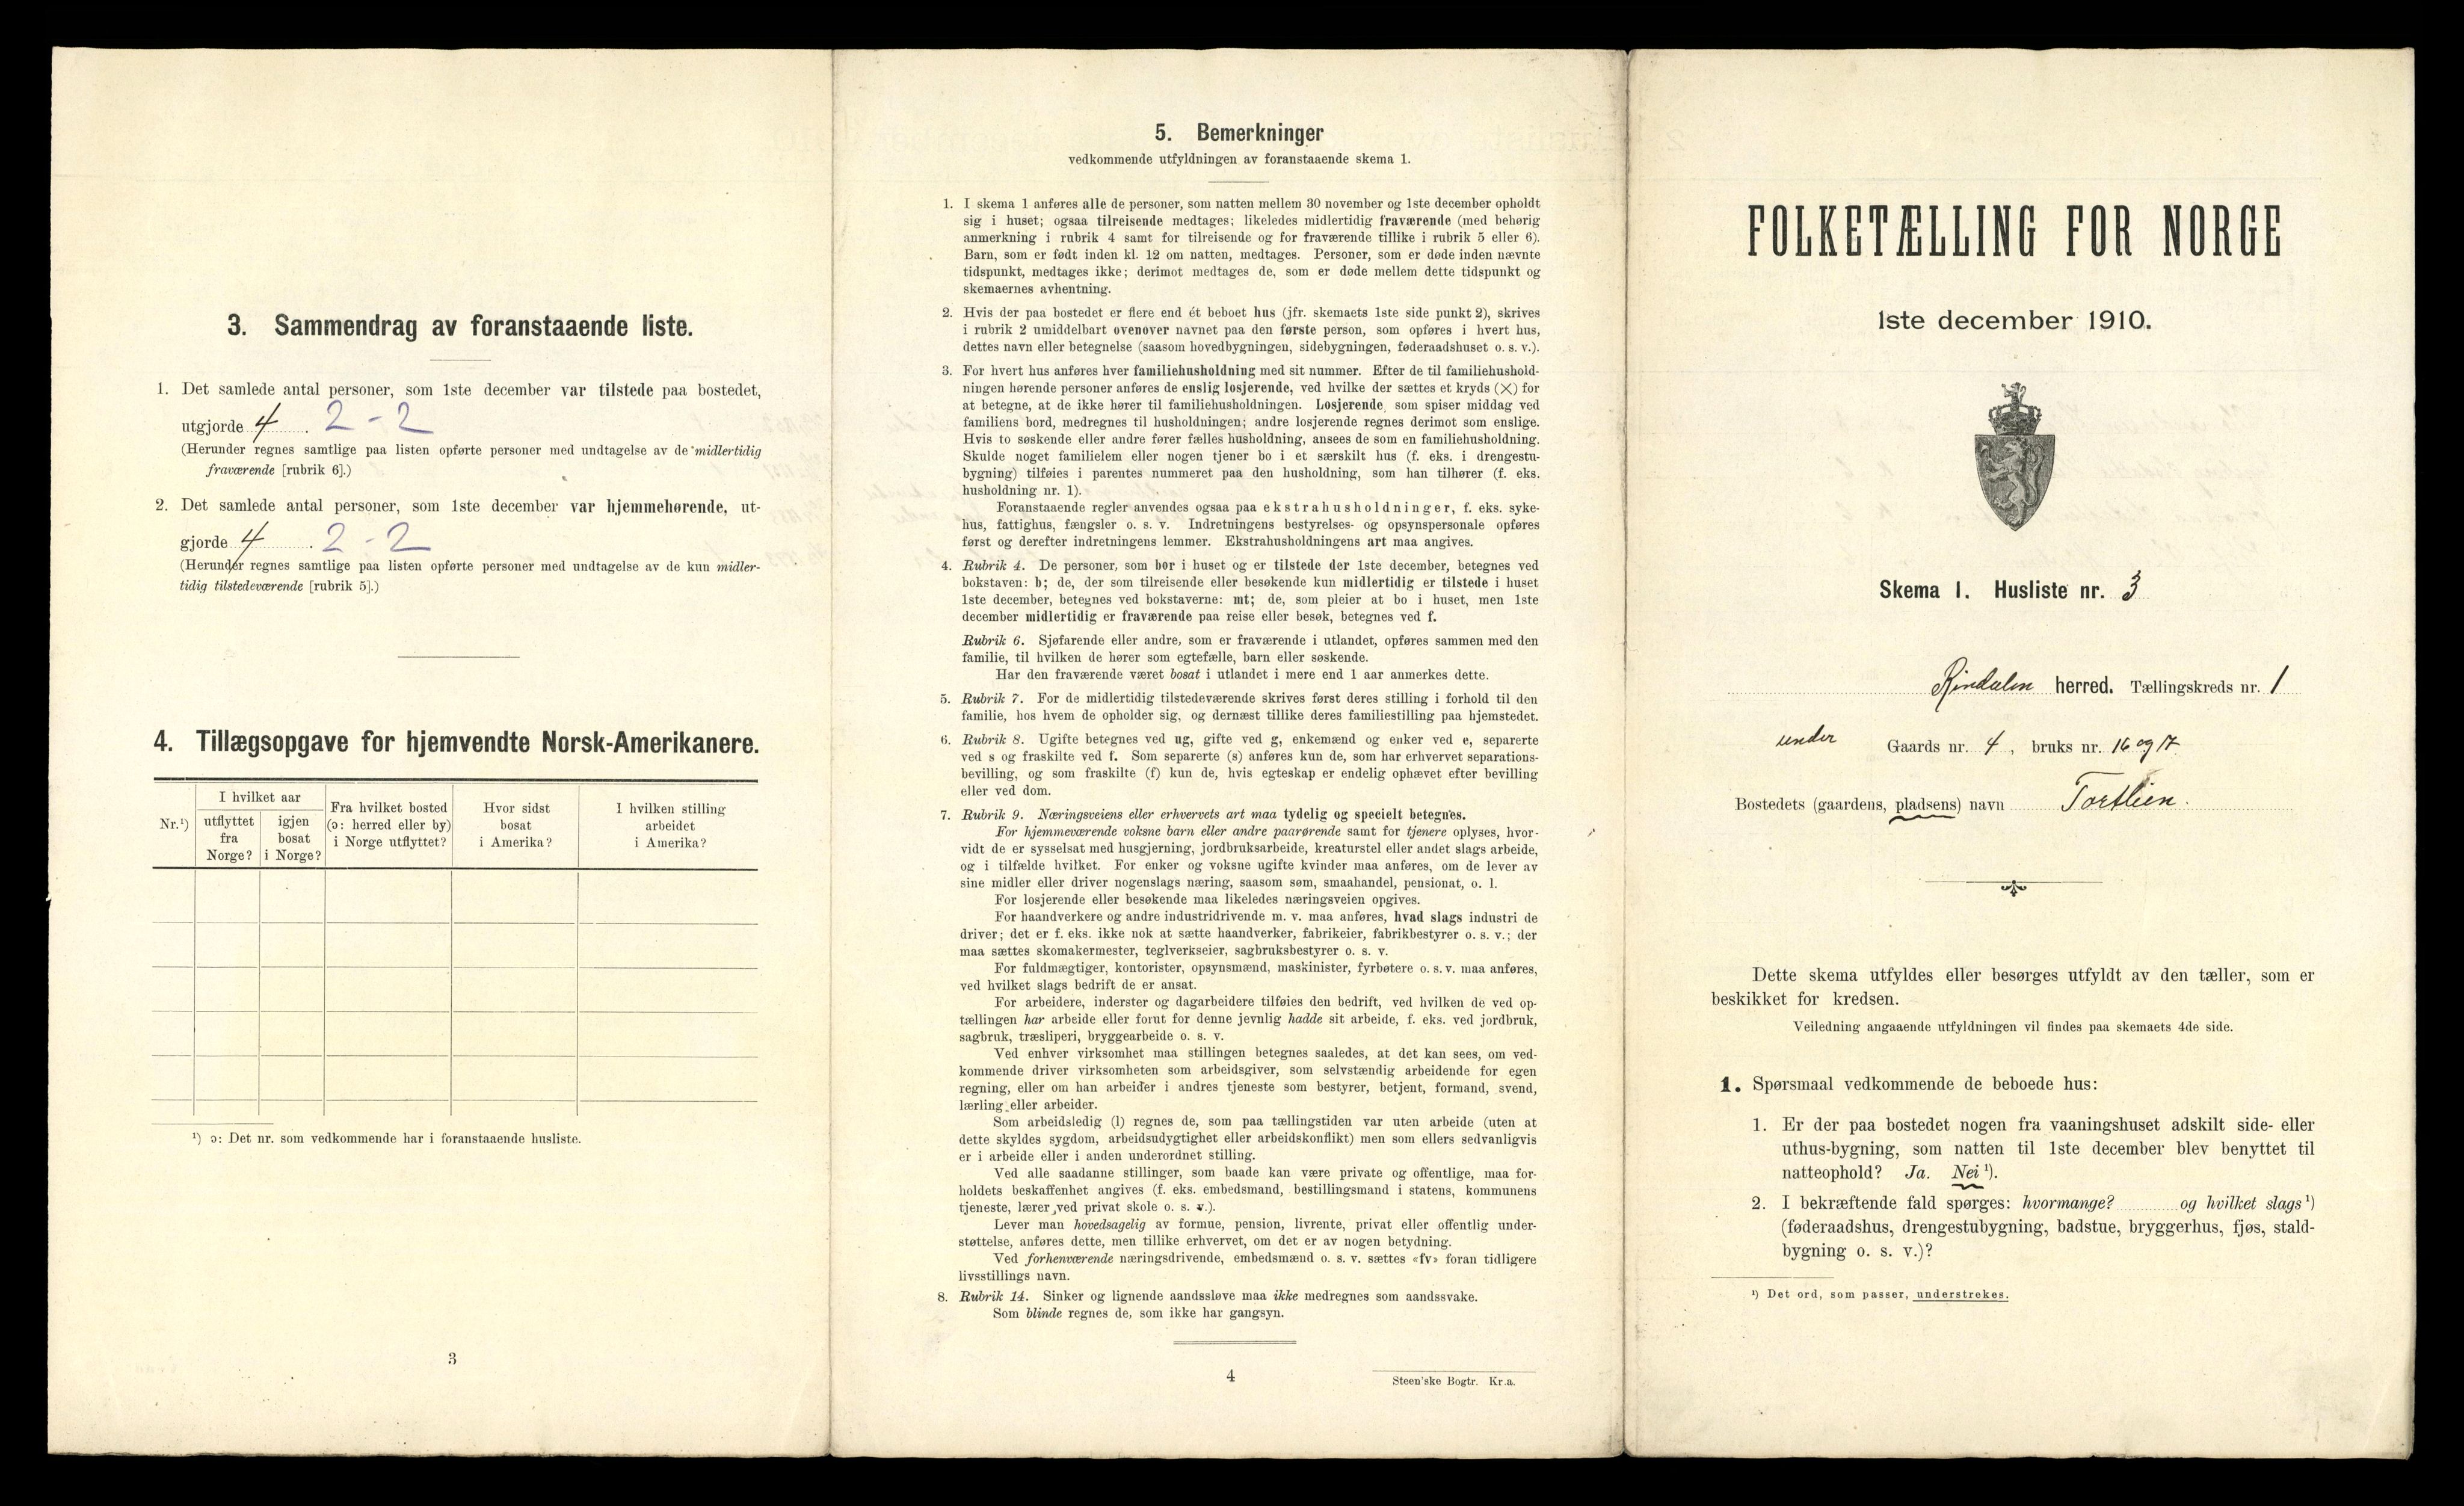 3. Sammendrag av foranstaaende liste.
1. Det samlede antal personer, som 1ste december var tilstede paa bostedet,
utgjorde 4. 2 - 2
(Herunder regnes samtlige paa listen opførte personer med undtagelse av de midlertidig
fraværende [rubrik 6].)
2. Det samlede antal personer, som 1ste december var hjemmehørende, ut-
gjorde 4. 2 - 2
(Herunder regnes samtlige paa listen opførte personer med undtagelse av de kun midler-
tidig tilstedeværende [rubrik 5].)
4. Tillægsopgave for hjemvendte Norsk-Amerikanere.
Nr.¹)
I hvilket aar
utflyttet
fra
Norge?
igjen
bosat
i Norge?
Fra hvilket bosted
(ɔ: herred eller by)
i Norge utflyttet?
Hvor sidst
bosat
i Amerika?
I hvilken stilling
arbeidet
i Amerika?
¹) ɔ: Det nr. som vedkommende har i foranstaaende husliste.
3
5. Bemerkninger
vedkommende utfyldningen av foranstaaende skema 1.
1. I skema 1 anføres alle de personer, som natten mellem 30 november og 1ste december opholdt
sig i huset; ogsaa tilreisende medtages; likeledes midlertidig fraværende (med behørig
anmerkning i rubrik 4 samt for tilreisende og for fraværende tillike i rubrik 5 eller 6).
Barn, som er født inden kl. 12 om natten, medtages. Personer, som er døde inden nævnte
tidspunkt, medtages ikke; derimot medtages de, som er døde mellem dette tidspunkt og
skemaernes avhentning.
2. Hvis der paa bostedet er flere end ét beboet hus (jfr. skemaets 1ste side punkt 2), skrives
i rubrik 2 umiddelbart ovenover navnet paa den første person, som opføres i hvert hus,
dettes navn eller betegnelse (saasom hovedbygningen, sidebygningen, føderaadshuset o. s. v.).
3. For hvert hus anføres hver familiehusholdning med sit nummer. Efter de til familiehushold-
ningen hørende personer anføres de enslig losjerende, ved hvilke der sættes et kryds (×) for
at betegne, at de ikke hører til familiehusholdningen. Losjerende, som spiser middag ved
familiens bord, medregnes til husholdningen; andre losjerende regnes derimot som enslige.
Hvis to søskende eller andre fører fælles husholdning, ansees de som en familiehusholdning.
Skulde noget familielem eller nogen tjener bo i et særskilt hus (f. eks. i drengestu-
bygning) tilføies i parentes nummeret paa den husholdning, som han tilhører (f. eks.
husholdning nr. 1).
Foranstaaende regler anvendes ogsaa paa ekstrahusholdninger, f. eks. syke-
hus, fattighus, fængsler o. s. v. Indretningens bestyrelses- og opsynspersonale opføres
først og derefter indretningens lemmer. Ekstrahusholdningens art maa angives.
4. Rubrik 4. De personer, som bor i huset og er tilstede der 1ste december, betegnes ved
bokstaven: b; de, der som tilreisende eller besøkende kun midlertidig er tilstede i huset
1ste december, betegnes ved bokstaverne: mt; de, som pleier at bo i huset, men 1ste
december midlertidig er fraværende paa reise eller besøk, betegnes ved f.
Rubrik 6. Sjøfarende eller andre, som er fraværende i utlandet, opføres sammen med den
familie, til hvilken de hører som egtefælle, barn eller søskende.
Har den fraværende været bosat i utlandet i mere end 1 aar anmerkes dette.
5. Rubrik 7. For de midlertidig tilstedeværende skrives først deres stilling i forhold til den
familie, hos hvem de opholder sig, og dernæst tillike deres familiestilling paa hjemstedet.
6. Rubrik 8. Ugifte betegnes ved ug, gifte ved g, enkemænd og enker ved e, separerte
ved s og fraskilte ved f. Som separerte (s) anføres kun de, som har erhvervet separations-
bevilling, og som fraskilte (f) kun de, hvis egteskap er endelig ophævet efter bevilling
eller ved dom.
7. Rubrik 9. Næringsveiens eller erhvervets art maa tydelig og specielt betegnes.
For hjemmeværende voksne barn eller andre paarørende samt for tjenere oplyses, hvor-
vidt de er sysselsat med husgjerning, jordbruksarbeide, kreaturstel eller andet slags arbeide,
og i tilfælde hvilket. For enker og voksne ugifte kvinder maa anføres, om de lever av
sine midler eller driver nogenslags næring, saasom søm, smaahandel, pensionat, o. l.
For losjerende eller besøkende maa likeledes næringsveien opgives.
For haandverkere og andre industridrivende m. v. maa anføres, hvad slags industri de
driver; det er f. eks. ikke nok at sætte haandverker, fabrikeier, fabrikbestyrer o. s. v.; der
maa sættes skomakermester, teglverkseier, sagbruksbestyrer o. s. v.
For fuldmægtiger, kontorister, opsynsmænd, maskinister, fyrbøtere o. s. v. maa anføres,
ved hvilket slags bedrift de er ansat.
For arbeidere, inderster og dagarbeidere tilføies den bedrift, ved hvilken de ved op-
tællingen har arbeide eller forut for denne jevnlig hadde sit arbeide, f. eks. ved jordbruk,
sagbruk, træsliperi, bryggearbeide o. s. v.
Ved enhver virksomhet maa stillingen betegnes saaledes, at det kan sees, om ved-
kommende driver virksomheten som arbeidsgiver, som selvstændig arbeidende for egen
regning, eller om han arbeider i andres tjeneste som bestyrer, betjent, formand, svend,
lærling eller arbeider.
Som arbeidsledig (l) regnes de, som paa tællingstiden var uten arbeide (uten at
dette skyldes sygdom, arbeidsudygtighet eller arbeidskonflikt) men som ellers sedvanligvis
er i arbeide eller i anden underordnet stilling.
Ved alle saadanne stillinger, som baade kan være private og offentlige, maa for-
holdets beskaffenhet angives (f. eks. embedsmand, bestillingsmand i statens, kommunens
tjeneste, lærer ved privat skole o. s. v.).
Lever man hovedsagelig av formue, pension, livrente, privat eller offentlig under-
støttelse, anføres dette, men tillike erhvervet, om det er av nogen betydning.
Ved forhenværende næringsdrivende, embedsmænd o. s. v. sættes «fv» foran tidligere
livsstillings navn.
8. Rubrik 14. Sinker og lignende aandssløve maa ikke medregnes som aandssvake.
Som blinde regnes de, som ikke har gangsyn.
4
Steen'ske Bogtr. Kr.a.
FOLKETÆLLING FOR NORGE
1ste december 1910.
Skema 1. Husliste nr. 3
Rindalen herred. Tællingskreds nr. 1
under Gaards nr. 4, bruks nr. 16 og 17
Bostedets (gaardens, pladsens) navn Tortlien.
Dette skema utfyldes eller besørges utfyldt av den tæller, som er
beskikket for kredsen.
Veiledning angaaende utfyldningen vil findes paa skemaets 4de side.
1. Spørsmaal vedkommende de beboede hus:
1. Er der paa bostedet nogen fra vaaningshuset adskilt side- eller
uthus-bygning, som natten til 1ste december blev benyttet til
natteophold? Ja. Nei ¹).
2. I bekræftende fald spørges: hvormange? og hvilket slags ¹)
(føderaadshus, drengestubygning, badstue, bryggerhus, fjøs, stald-
bygning o. s. v.)?
¹) Det ord, som passer, understrekes.